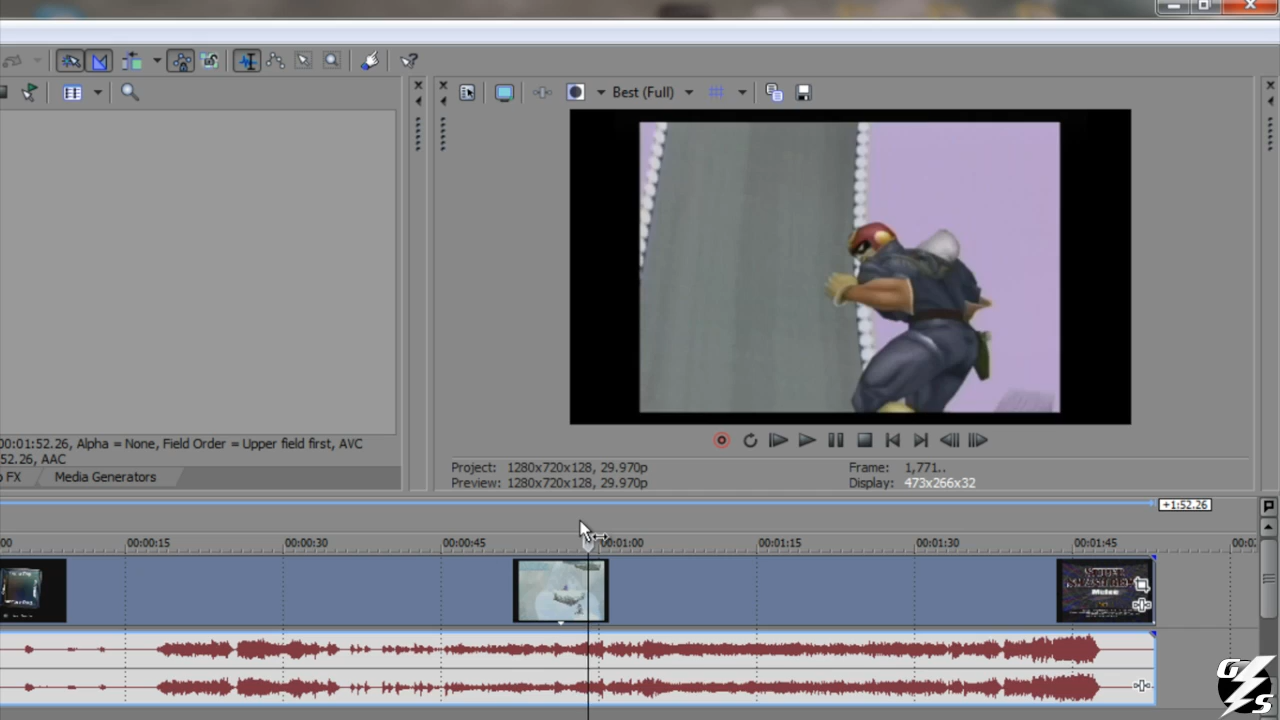 Best (Full)
00:01:52.26, Alpha = None, Field Order = Upper field first, AVC
52.26, AAC
FX
Media Generators
Project: 1280x720x128, 29.970p
Frame: 1,771..
Preview: 1280x720x128, 29.970p
Display: 473x266x32
+1:52.26
00:00:15
00:00:30
00:00:45
00:01:00
00:01:15
00:01:30
00:01:45
Melee
GS